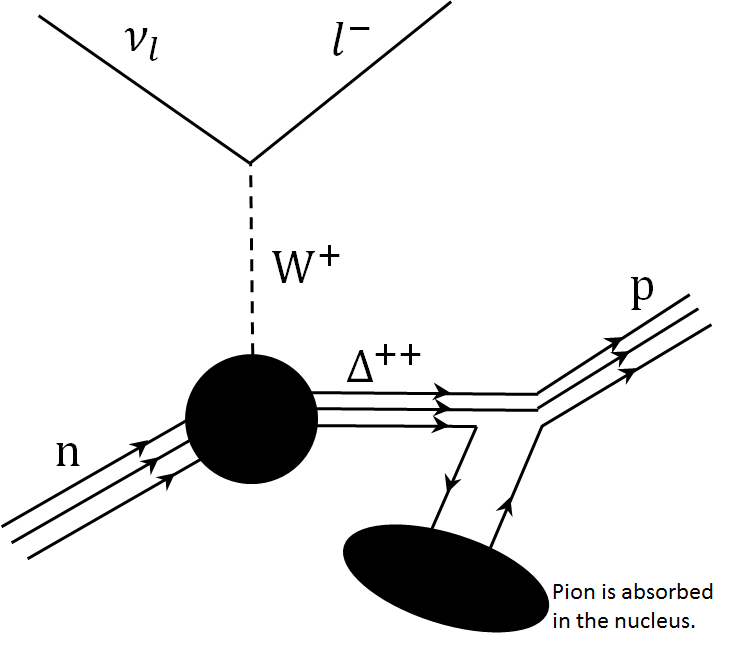 νₗ
l⁻
W⁺
p
Δ⁺⁺
n
Pion is absorbed
in the nucleus.